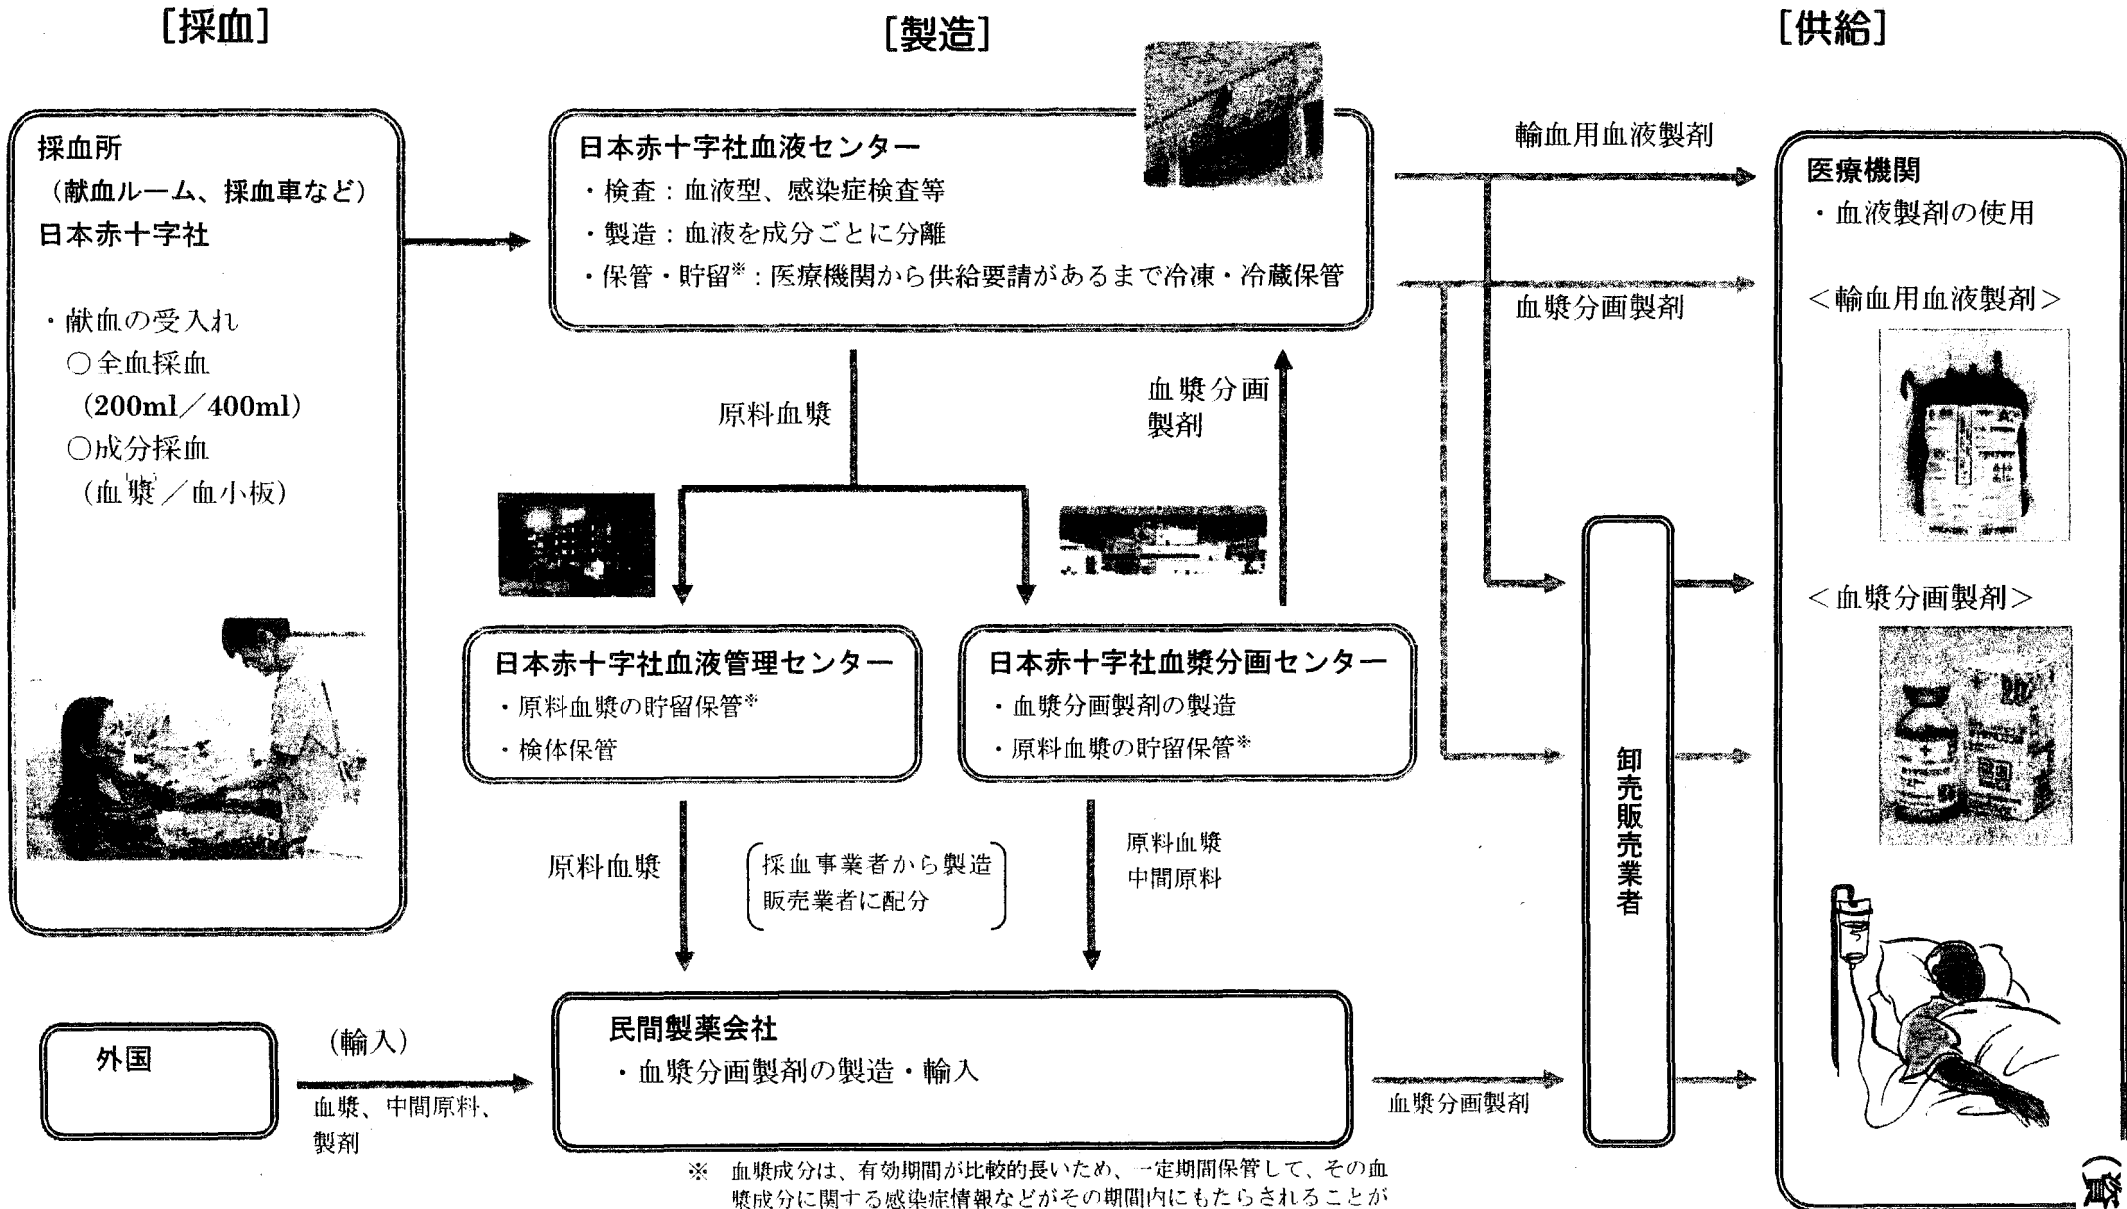 [採血]
[製造]
[供給]
採血所
（献血ルーム、採血車など）
日本赤十字社
・献血の受入れ
○全血採血
（200ml／400ml）
○成分採血
（血漿／血小板）
日本赤十字社血液センター
・検査：血液型、感染症検査等
・製造：血液を成分ごとに分離
・保管・貯留※：医療機関から供給要請があるまで冷凍・冷蔵保管
輸血用血液製剤
血漿分画製剤
原料血漿
血漿分画
製剤
日本赤十字社血液管理センター
・原料血漿の貯留保管※
・検体保管
日本赤十字社血漿分画センター
・血漿分画製剤の製造
・原料血漿の貯留保管※
原料血漿
採血事業者から製造
販売業者に配分
原料血漿
中間原料
外国
（輸入）
血漿、中間原料、
製剤
民間製薬会社
・血漿分画製剤の製造・輸入
血漿分画製剤
卸売販売業者
医療機関
・血液製剤の使用
＜輸血用血液製剤＞
＜血漿分画製剤＞
※　血漿成分は、有効期間が比較的長いため、一定期間保管して、その血
漿成分に関する感染症情報などがその期間内にもたらされることが
（資